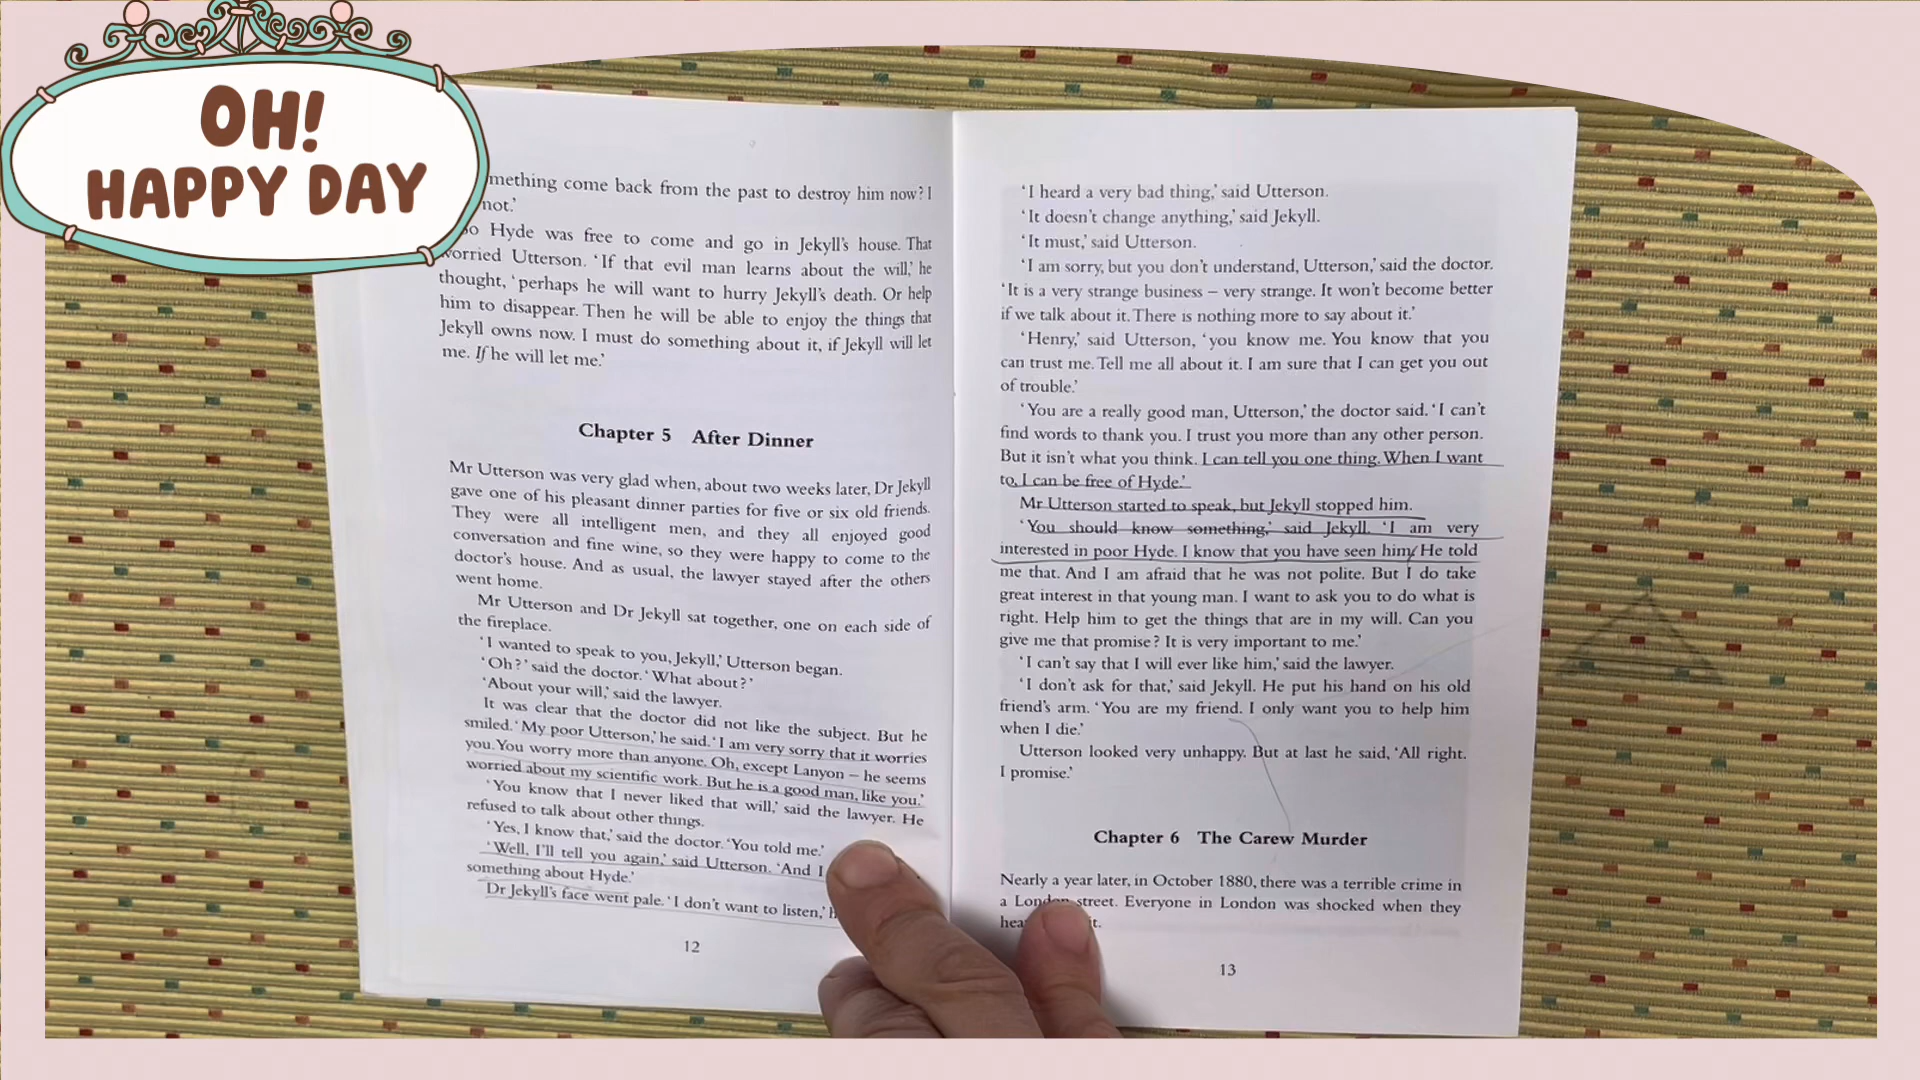 OH!
HAPPY DAY
mething come back from the past to destroy him now? I
not.'
so Hyde was free to come and go in Jekyll's house. That
worried Utterson. 'If that evil man learns about the will,' he
thought, 'perhaps he will want to hurry Jekyll's death. Or help
him to disappear. Then he will be able to enjoy the things that
Jekyll owns now. I must do something about it, if Jekyll will let
me. If he will let me.'
Chapter 5 After Dinner
Mr Utterson was very glad when, about two weeks later, Dr Jekyll
gave one of his pleasant dinner parties for five or six old friends.
They were all intelligent men, and they all enjoyed good
conversation and fine wine, so they were happy to come to the
doctor's house. And as usual, the lawyer stayed after the others
went home.
Mr Utterson and Dr Jekyll sat together, one on each side of
the fireplace.
'I wanted to speak to you, Jekyll,' Utterson began.
'Oh?' said the doctor. 'What about?'
'About your will,' said the lawyer.
It was clear that the doctor did not like the subject. But he
smiled. 'My poor Utterson,' he said. 'I am very sorry that it worries
you. You worry more than anyone. Oh, except Lanyon – he seems
worried about my scientific work. But he is a good man, like you.'
'You know that I never liked that will,' said the lawyer. He
refused to talk about other things.
'Yes, I know that,' said the doctor. 'You told me.'
'Well, I'll tell you again,' said Utterson. 'And I
something about Hyde.'
Dr Jekyll's face went pale. 'I don't want to listen,'
12
'I heard a very bad thing,' said Utterson.
'It doesn't change anything,' said Jekyll.
'It must,' said Utterson.
'I am sorry, but you don't understand, Utterson,' said the doctor.
'It is a very strange business – very strange. It won't become better
if we talk about it. There is nothing more to say about it.'
'Henry,' said Utterson, 'you know me. You know that you
can trust me. Tell me all about it. I am sure that I can get you out
of trouble.'
'You are a really good man, Utterson,' the doctor said. 'I can't
find words to thank you. I trust you more than any other person.
But it isn't what you think. I can tell you one thing. When I want
to, I can be free of Hyde.'
Mr Utterson started to speak, but Jekyll stopped him.
'You should know something,' said Jekyll. 'I am very
interested in poor Hyde. I know that you have seen him. He told
me that. And I am afraid that he was not polite. But I do take
great interest in that young man. I want to ask you to do what is
right. Help him to get the things that are in my will. Can you
give me that promise? It is very important to me.'
'I can't say that I will ever like him,' said the lawyer.
'I don't ask for that,' said Jekyll. He put his hand on his old
friend's arm. 'You are my friend. I only want you to help him
when I die.'
Utterson looked very unhappy. But at last he said, 'All right.
I promise.'
Chapter 6 The Carew Murder
Nearly a year later, in October 1880, there was a terrible crime in
a London street. Everyone in London was shocked when they
hea it.
13